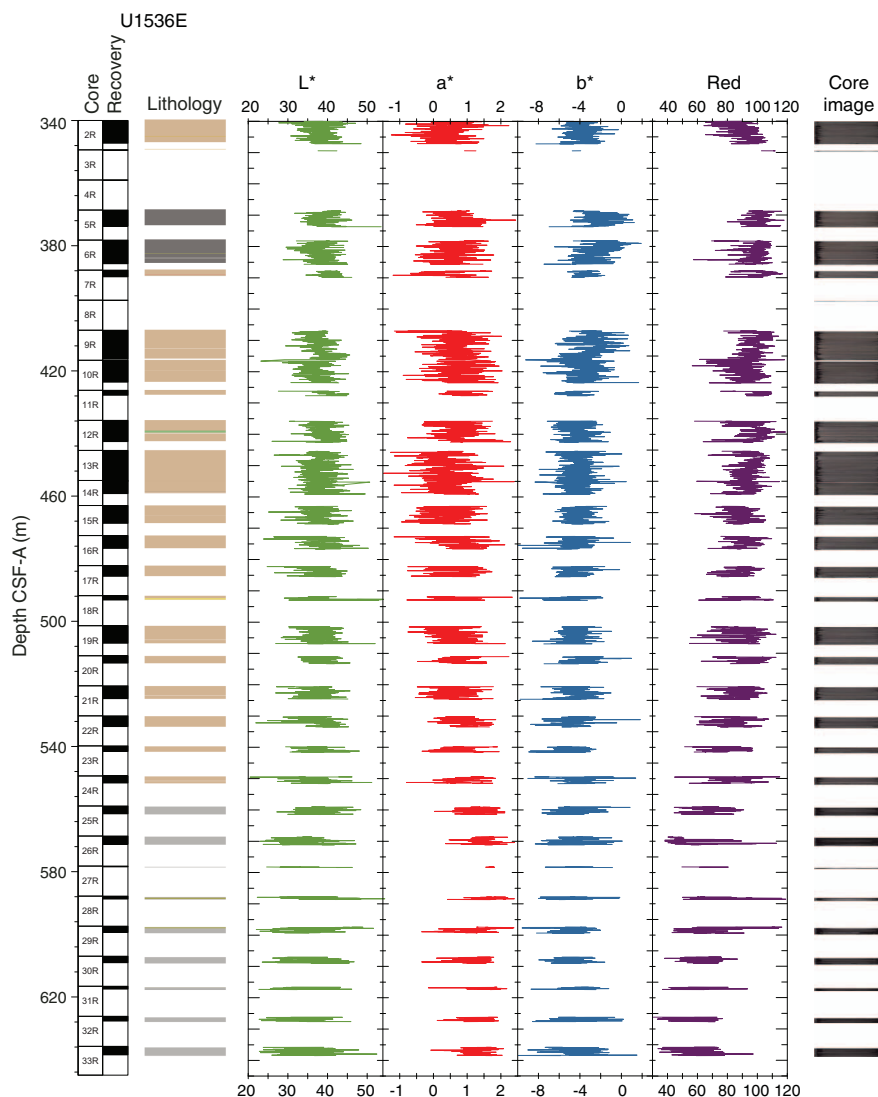 U1536E
Core
Recovery
Lithology
L*
a*
b*
Red
Core
image
20 30 40 50
-1 0 1 2
-8 -4 0
40 60 80 100 120
Depth CSF-A (m)
340
380
420
460
500
540
580
620
2R
3R
4R
5R
6R
7R
8R
9R
10R
11R
12R
13R
14R
15R
16R
17R
18R
19R
20R
21R
22R
23R
24R
25R
26R
27R
28R
29R
30R
31R
32R
33R
20 30 40 50
-1 0 1 2
-8 -4 0
40 60 80 100 120